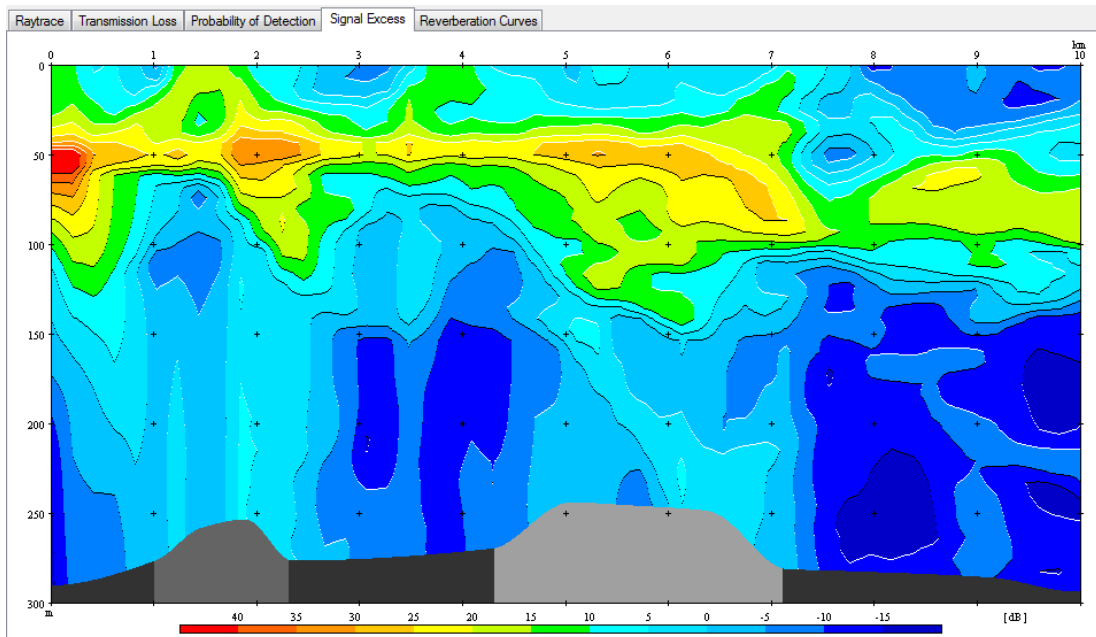 Raytrace Transmission Loss Probability of Detection Signal Excess Reverberation Curves
km
0 1 2 3 4 5 6 7 8 9 10
0
50
100
150
200
250
300
m
40 35 30 25 20 15 10 5 0 -5 -10 -15 [dB]